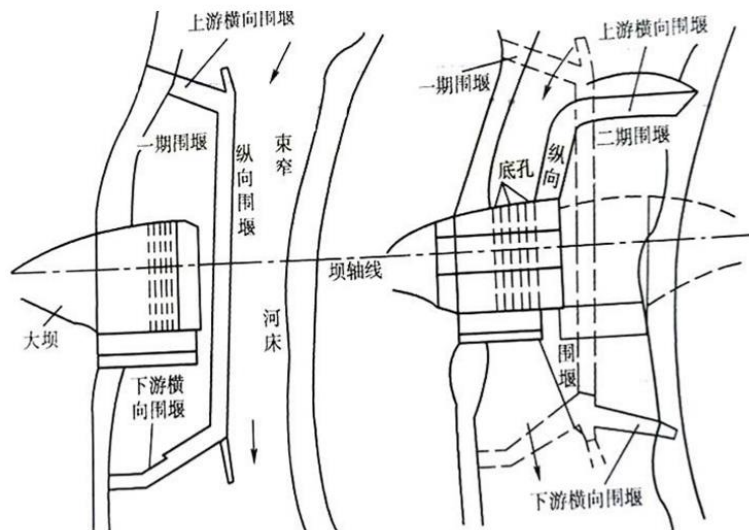 上游横向围堰
一期围堰
纵向围堰
束窄
河床
坝轴线
大坝
下游横
向围堰
上游横向围堰
一期围堰
二期围堰
底孔
纵向
围堰
下游横向围堰